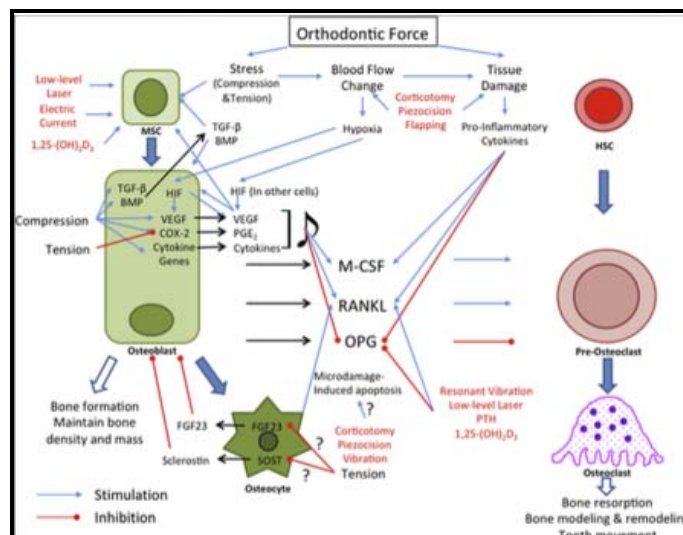 Orthodontic Force
Low-level
Laser
Electric
Current
1,25-(OH)₂D₃
MSC
Stress
(Compression
&Tension)
Blood Flow
Change
Tissue
Damage
Corticotomy
Piezocision
Flapping
TGF-β
BMP
Hypoxia
Pro-Inflammatory
Cytokines
HSC
TGF-β
BMP
HIF
HIF (In other cells)
Compression
VEGF
VEGF
Tension
COX-2
PGE₂
Cytokine
Genes
Cytokines
M-CSF
RANKL
OPG
Osteoblast
Pre-Osteoclast
Microdamage-
Induced apoptosis
Resonant Vibration
Low-level Laser
PTH
1,25-(OH)₂D₃
Bone formation
Maintain bone
density and mass
FGF23
FGF23
?
?
Corticotomy
Piezocision
Vibration
Sclerostin
SOST
?
Tension
Osteocyte
Osteoclast
Stimulation
Inhibition
Bone resorption
Bone modeling & remodeling
Tooth movement